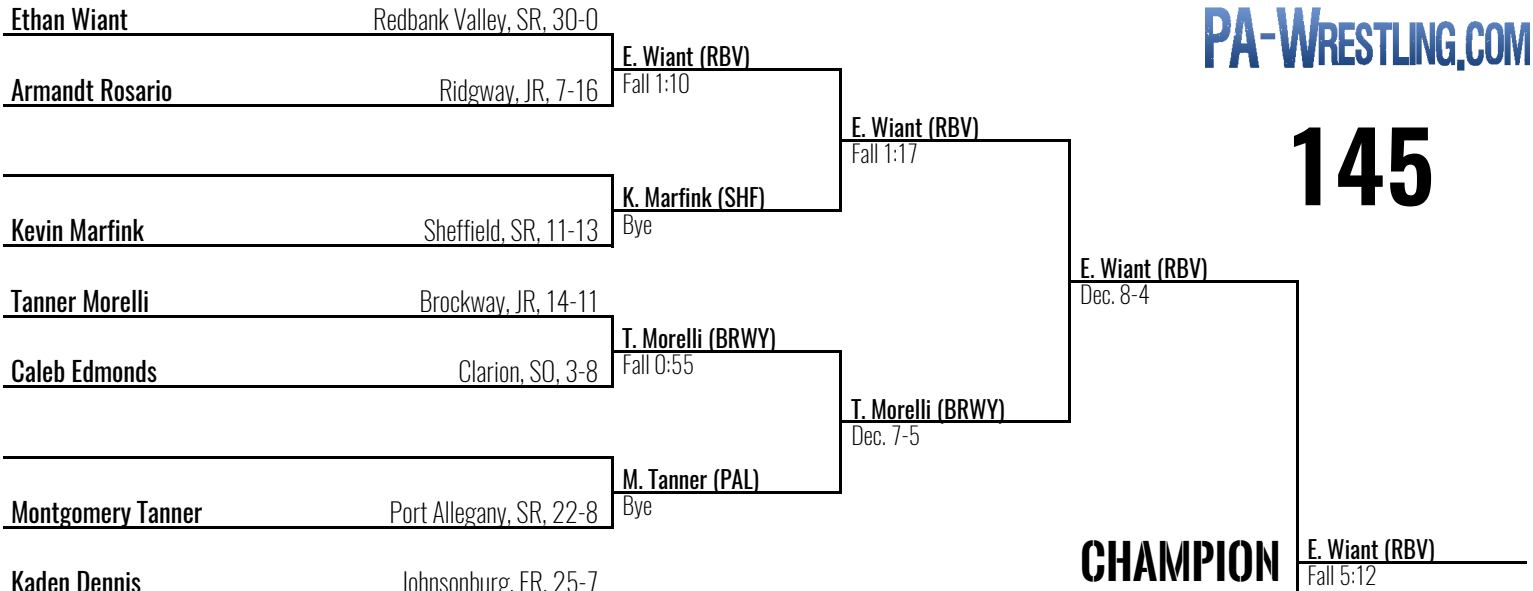 Ethan Wiant Redbank Valley, SR, 30-0
PA-WRESTLING.COM
E. Wiant (RBV)
Fall 1:10
Armandt Rosario Ridgway, JR, 7-16
E. Wiant (RBV)
Fall 1:17
145
K. Marfink (SHF)
Bye
Kevin Marfink Sheffield, SR, 11-13
E. Wiant (RBV)
Dec. 8-4
Tanner Morelli Brockway, JR, 14-11
T. Morelli (BRWY)
Fall 0:55
Caleb Edmonds Clarion, SO, 3-8
T. Morelli (BRWY)
Dec. 7-5
M. Tanner (PAL)
Bye
Montgomery Tanner Port Allegany, SR, 22-8
CHAMPION
E. Wiant (RBV)
Fall 5:12
Kaden Dennis Johnsonburg, FR, 25-7